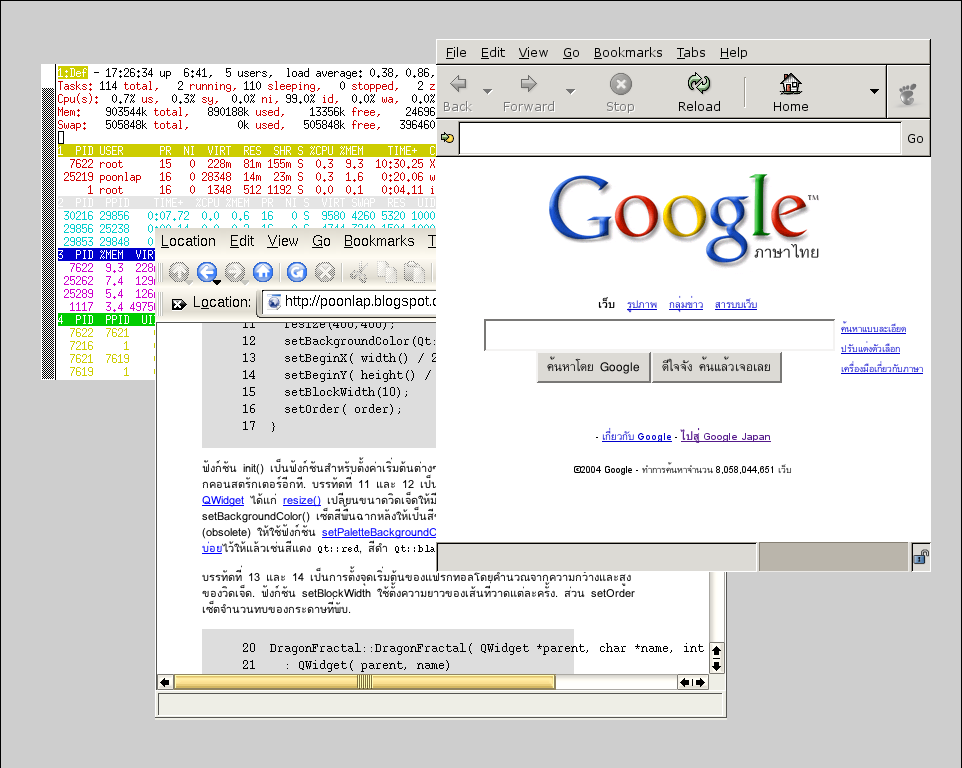 1:Def - 17:26:34 up 6:41, 5 users, load average: 0.38, 0.86,
Tasks: 114 total, 2 running, 110 sleeping, 0 stopped, 2 z
Cpu(s): 0.7% us, 0.3% sy, 0.0% ni, 99.0% id, 0.0% wa, 0.0%
Mem: 903544k total, 890188k used, 13356k free, 24696
Swap: 505848k total, 0k used, 505848k free, 396460
1 PID USER PR NI VIRT RES SHR S %CPU %MEM TIME+ C
7622 root 15 0 228m 81m 155m S 0.3 9.3 10:30.25 X
25219 poonlap 16 0 28348 14m 23m S 0.3 1.6 0:20.06 w
1 root 16 0 1348 512 1192 S 0.0 0.1 0:04.11 i
2 PID PPID TIME+ %CPU %MEM PR NI S VIRT SWAP RES UID
30216 29856 0:07.72 0.0 0.6 16 0 S 9580 4260 5320 1000
29856 25238
29853 29848
3 PID %MEM VIR
7622 9.3 228
25262 7.4 129
25289 5.4 126
1117 3.4 4975
4 PID PPID UI
7622 7621
7216 1
7621 7619
7619 1
File Edit View Go Bookmarks Tabs Help
Back Forward Stop Reload Home
Go
Google™
ภาษาไทย
เว็บ รูปภาพ กลุ่มข่าว สารบบเว็บ
ค้นหาแบบละเอียด
ปรับแต่งตัวเลือก
เครื่องมือเกี่ยวกับภาษา
ค้นหาโดย Google ดีใจจัง ค้นแล้วเจอเลย
- เกี่ยวกับ Google - ไปสู่ Google Japan
©2004 Google - ทำการค้นหาจำนวน 8,058,044,651 เว็บ
Location Edit View Go Bookmarks T
Location: http://poonlap.blogspot.c
11 resize(400,400);
12 setBackgroundColor(Qt:
13 setBeginX( width() / 2
14 setBeginY( height() /
15 setBlockWidth(10);
16 setOrder( order);
17 }
ฟังก์ชัน init() เป็นฟังก์ชันสำหรับตั้งค่าเริ่มต้นต่างๆ
กคอนสตรักเตอร์อีกที. บรรทัดที่ 11 และ 12 เป็น
QWidget ได้แก่ resize() เปลี่ยนขนาดวิดเจ็ดให้มี
setBackgroundColor() เซ็ตสีพื้นฉากหลังให้เป็นสี
(obsolete) ให้ใช้ฟังก์ชัน setPaletteBackgroundC
บ่อยไว้ให้แล้วเช่นสีแดง Qt::red, สีดำ Qt::bla
บรรทัดที่ 13 และ 14 เป็นการตั้งจุดเริ่มต้นของแฟรกทอลโดยคำนวณจากความกว้างและสูง
ของวิดเจ็ด. ฟังก์ชัน setBlockWidth ใช้ตั้งความยาวของเส้นที่วาดแต่ละครั้ง. ส่วน setOrder
เซ็ตจำนวนทบของกระดาษที่พับ.
20 DragonFractal::DragonFractal( QWidget *parent, char *name, int
21 : QWidget( parent, name)